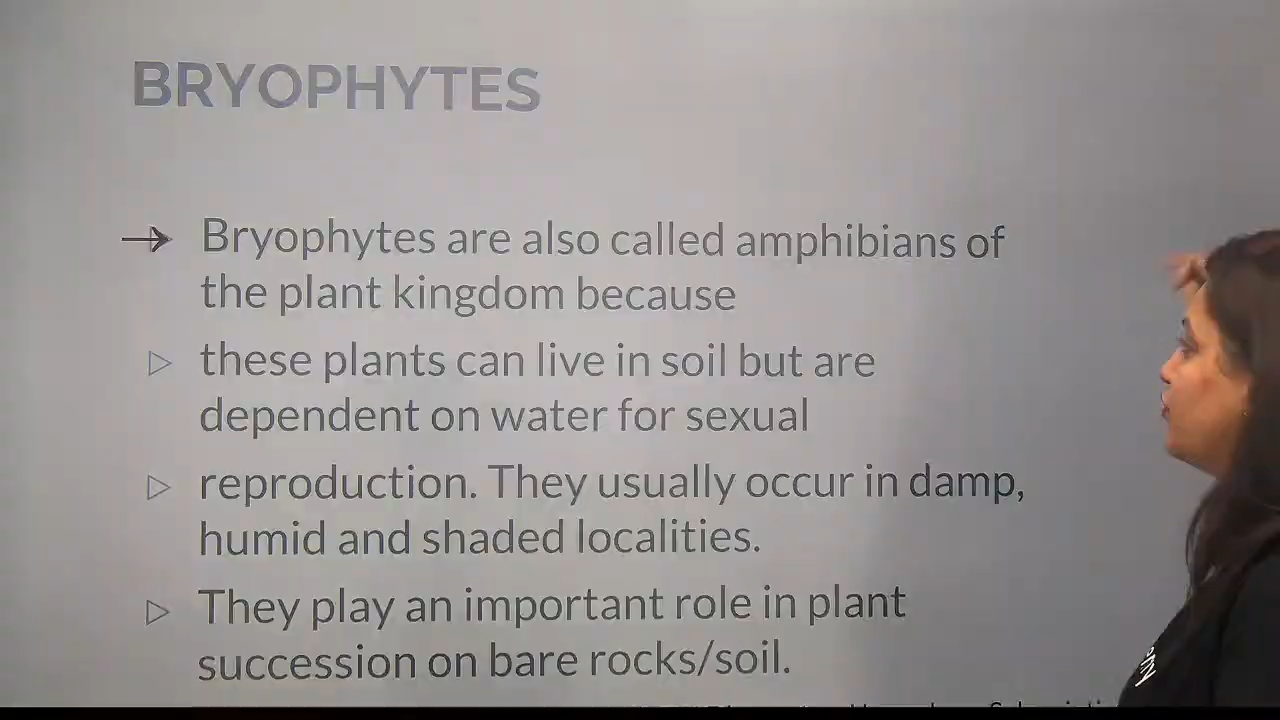 BRYOPHYTES
Bryophytes are also called amphibians of
the plant kingdom because
these plants can live in soil but are
dependent on water for sexual
reproduction. They usually occur in damp,
humid and shaded localities.
They play an important role in plant
succession on bare rocks/soil.